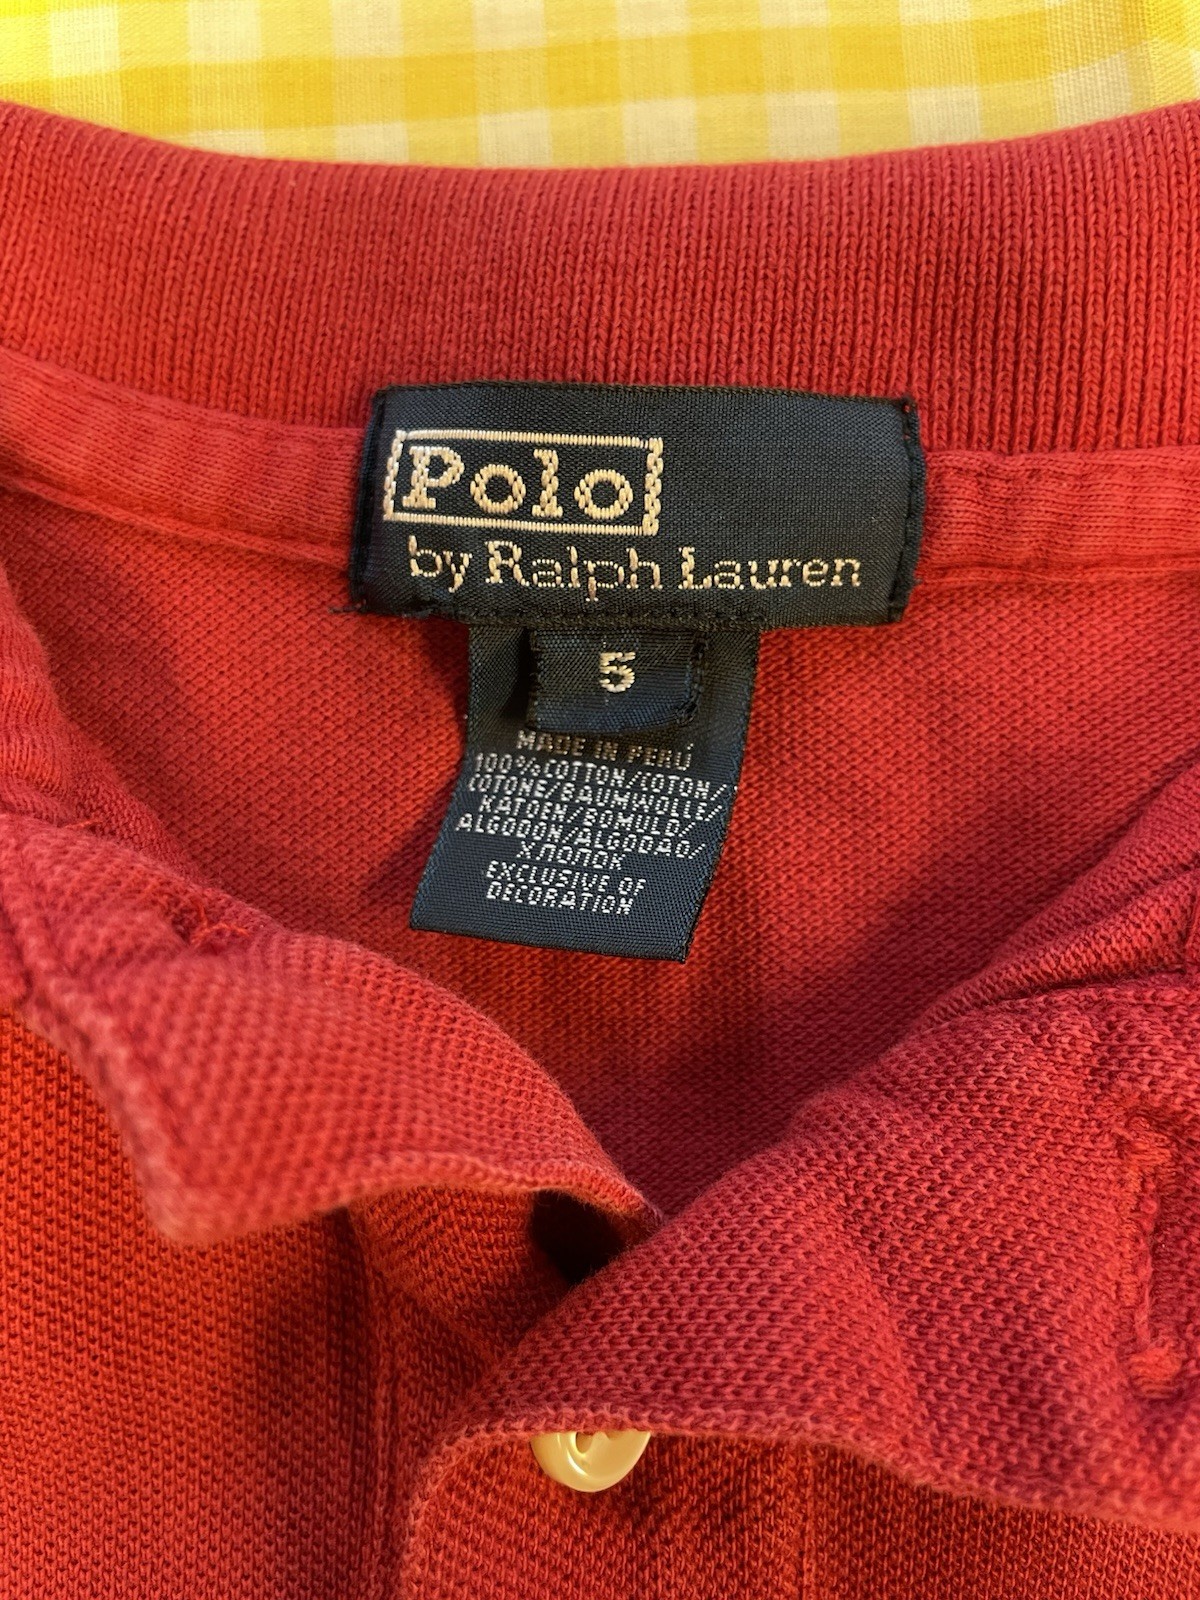 Polo
by Ralph Lauren
5
MADE IN PERÚ
100% COTTON/COTON/
COTONE/BAUMWOLLE/
KATOEN/BOMULD/
ALGODON/ALGODAO/
ХЛОПОК
EXCLUSIVE OF
DECORATION